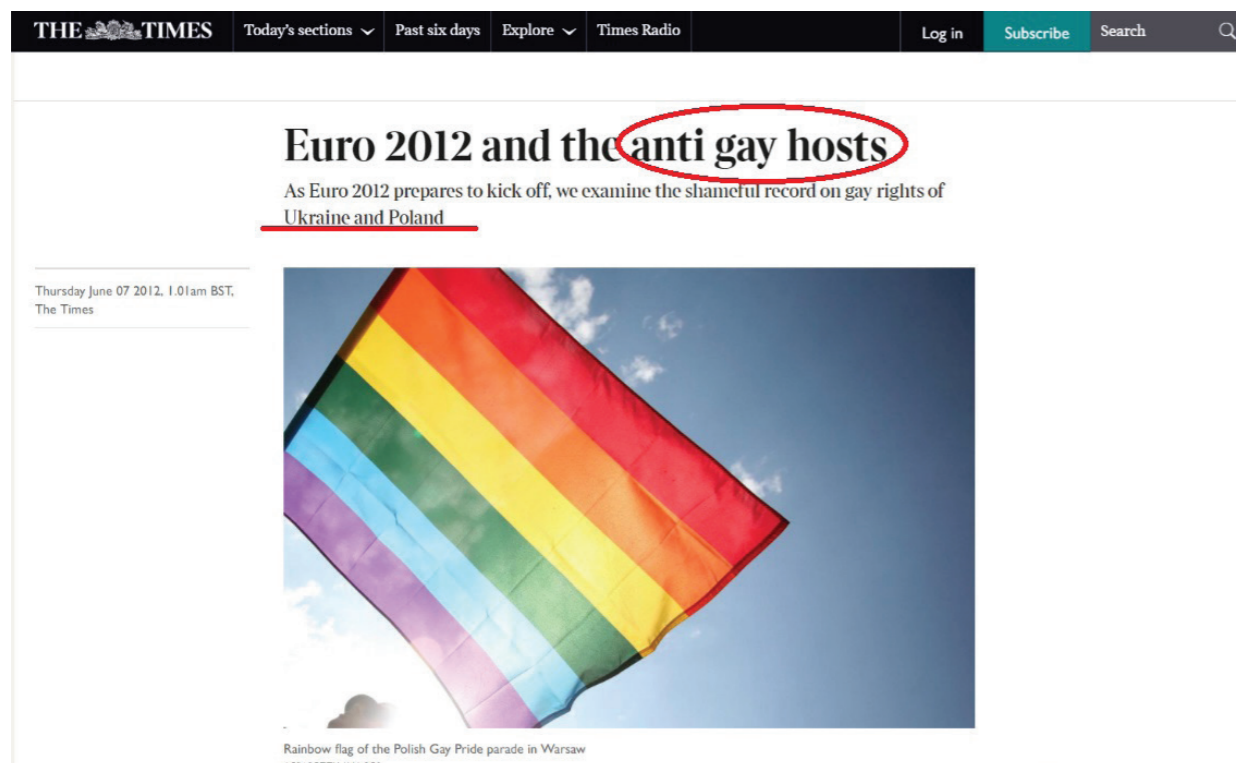 THE TIMES Today's sections Past six days Explore Times Radio Log in Subscribe Search
Euro 2012 and the anti gay hosts
As Euro 2012 prepares to kick off, we examine the shameful record on gay rights of
Ukraine and Poland
Thursday June 07 2012, 1.01am BST,
The Times
Rainbow flag of the Polish Gay Pride parade in Warsaw